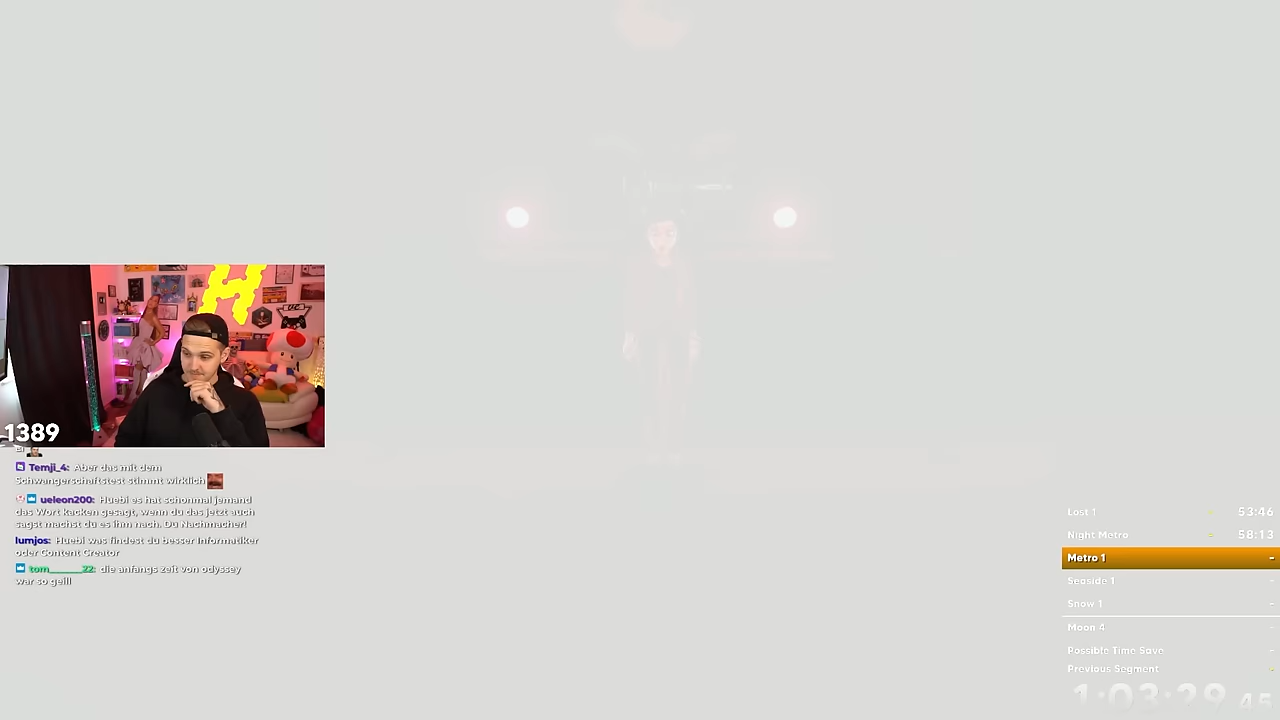 H
1389
Temji_4: Aber das mit dem
Schwangerschaftstest stimmt wirklich
ueleon200: Huebi es hat schonmal jemand
das Wort kacken gesagt, wenn du das jetzt auch
sagst machst du es ihm nach. Du Nachmacher!
lumjos: Huebi was findest du besser Informatiker
oder Content Creator
tom______22: die anfangs zeit von odyssey
war so geill
Lost 1 - 53:46
Night Metro - 58:13
Metro 1 -
Seaside 1 -
Snow 1 -
Moon 4 -
Possible Time Save -
Previous Segment -
1:03:29.45